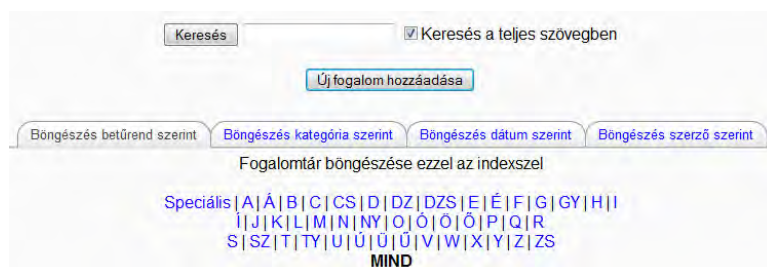 Keresés Keresés a teljes szövegben
Új fogalom hozzáadása
Böngészés betűrend szerint Böngészés kategória szerint Böngészés dátum szerint Böngészés szerző szerint
Fogalomtár böngészése ezzel az indexszel
Speciális | A | Á | B | C | CS | D | DZ | DZS | E | É | F | G | GY | H | I
Í | J | K | L | M | N | NY | O | Ó | Ö | Ő | P | Q | R
S | SZ | T | TY | U | Ú | Ü | Ű | V | W | X | Y | Z | ZS
MIND